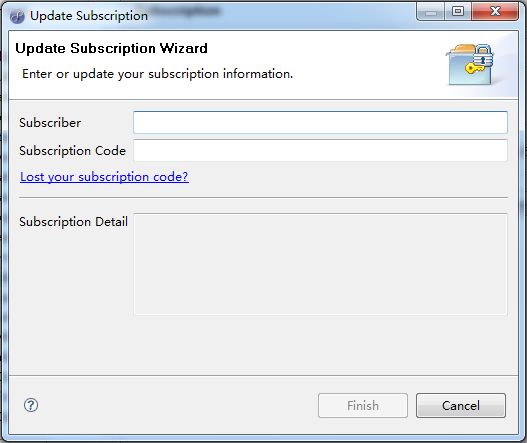 Update Subscription
Update Subscription Wizard
Enter or update your subscription information.
Subscriber
Subscription Code
Lost your subscription code?
Subscription Detail
Finish
Cancel